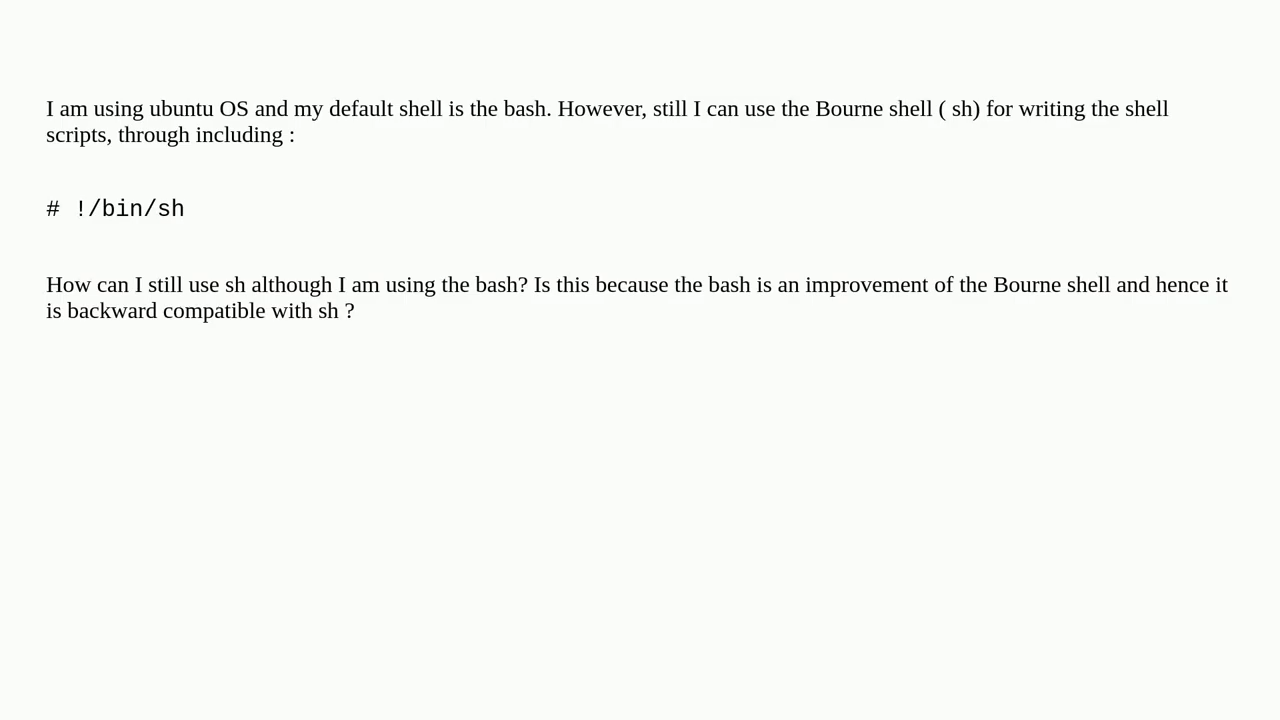 I am using ubuntu OS and my default shell is the bash. However, still I can use the Bourne shell ( sh) for writing the shell
scripts, through including :
# !/bin/sh
How can I still use sh although I am using the bash? Is this because the bash is an improvement of the Bourne shell and hence it
is backward compatible with sh ?